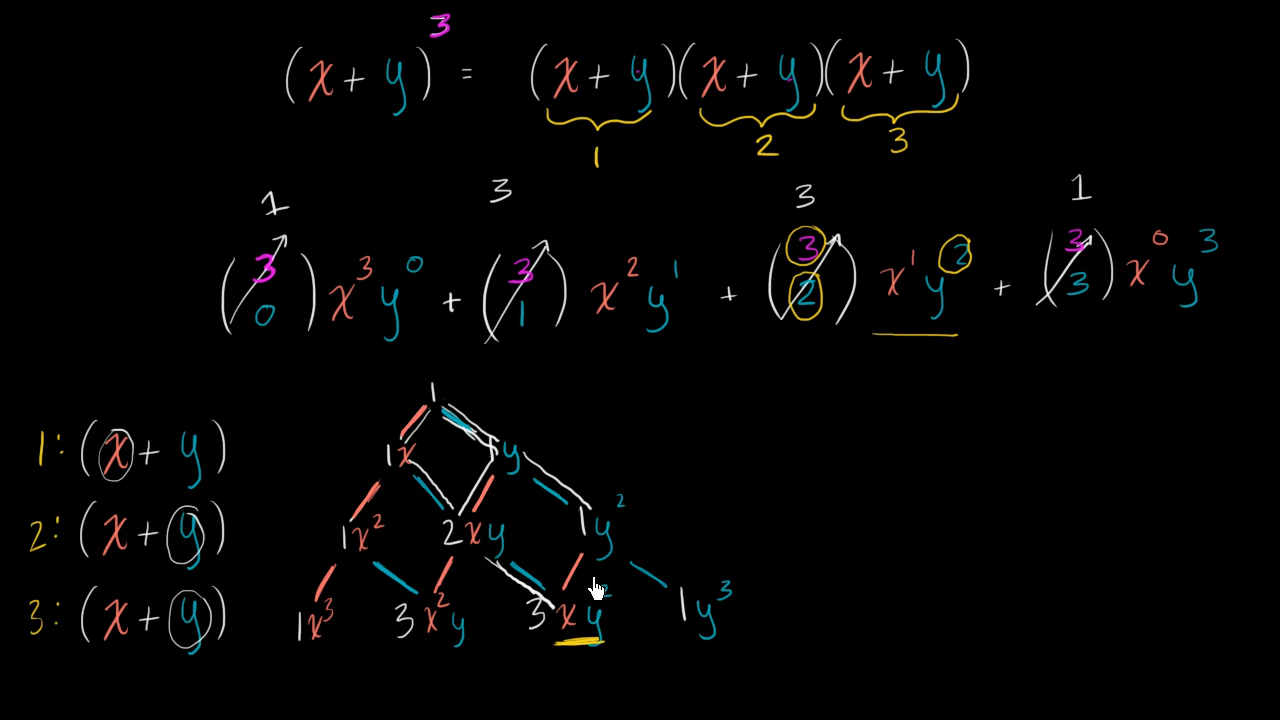 (x + y)³ = (x + y)(x + y)(x + y)
1 2 3
1 3 3 1
(3 0) x³ y⁰ + (3 1) x² y¹ + (3 2) x¹ y² + (3 3) x⁰ y³
1
1: (x + y) 1x 1y
2: (x + y) 1x² 2xy 1y²
3: (x + y) 1x³ 3x²y 3xy² 1y³